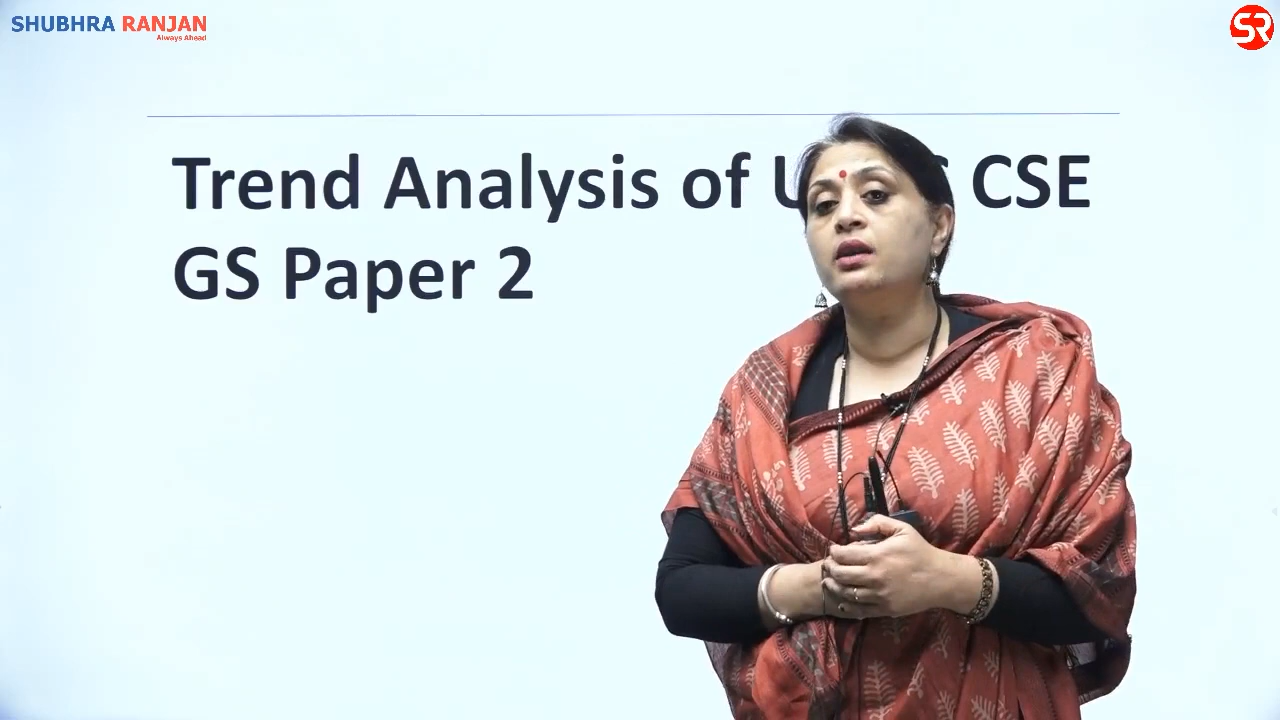 SHUBHRA RANJAN
Always Ahead
SR
Trend Analysis of U CSE
GS Paper 2